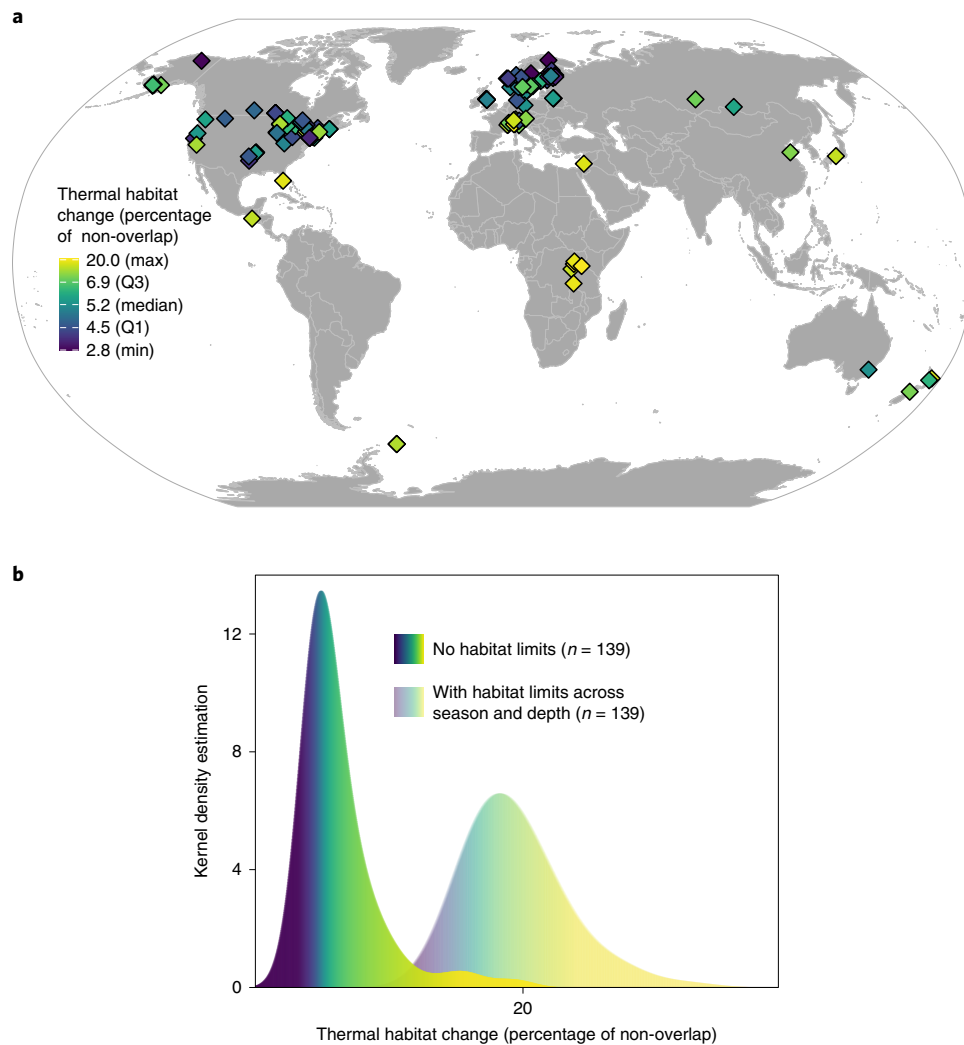 a
Thermal habitat
change (percentage
of non-overlap)
20.0 (max)
6.9 (Q3)
5.2 (median)
4.5 (Q1)
2.8 (min)
b
Kernel density estimation
12
8
4
0
No habitat limits (n = 139)
With habitat limits across
season and depth (n = 139)
20
Thermal habitat change (percentage of non-overlap)